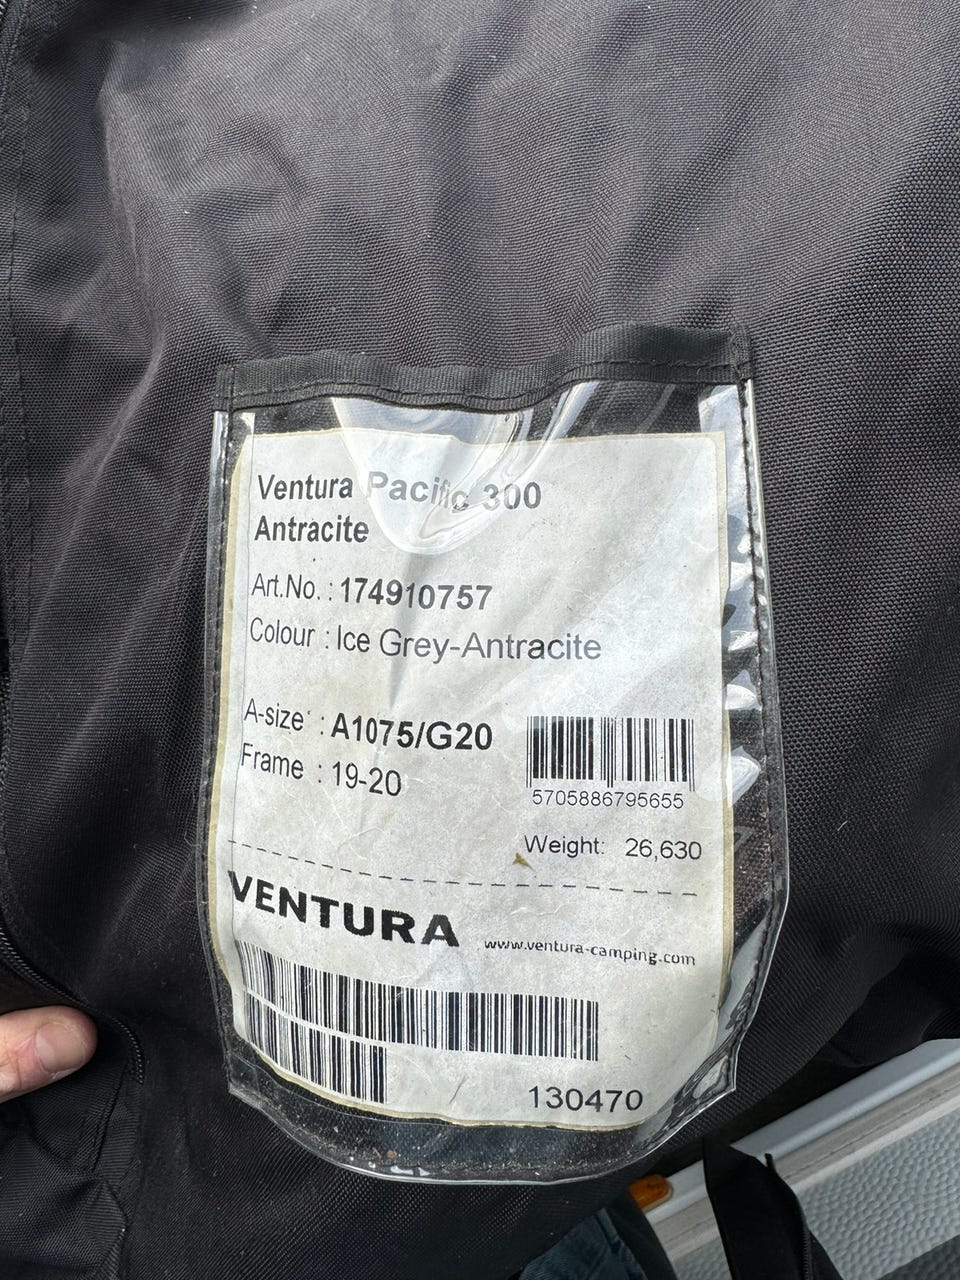 Ventura Pacific 300
Antracite
Art.No. : 174910757
Colour : Ice Grey-Antracite
A-size : A1075/G20
Frame : 19-20
5705886795655
Weight: 26,630
VENTURA
www.ventura-camping.com
130470